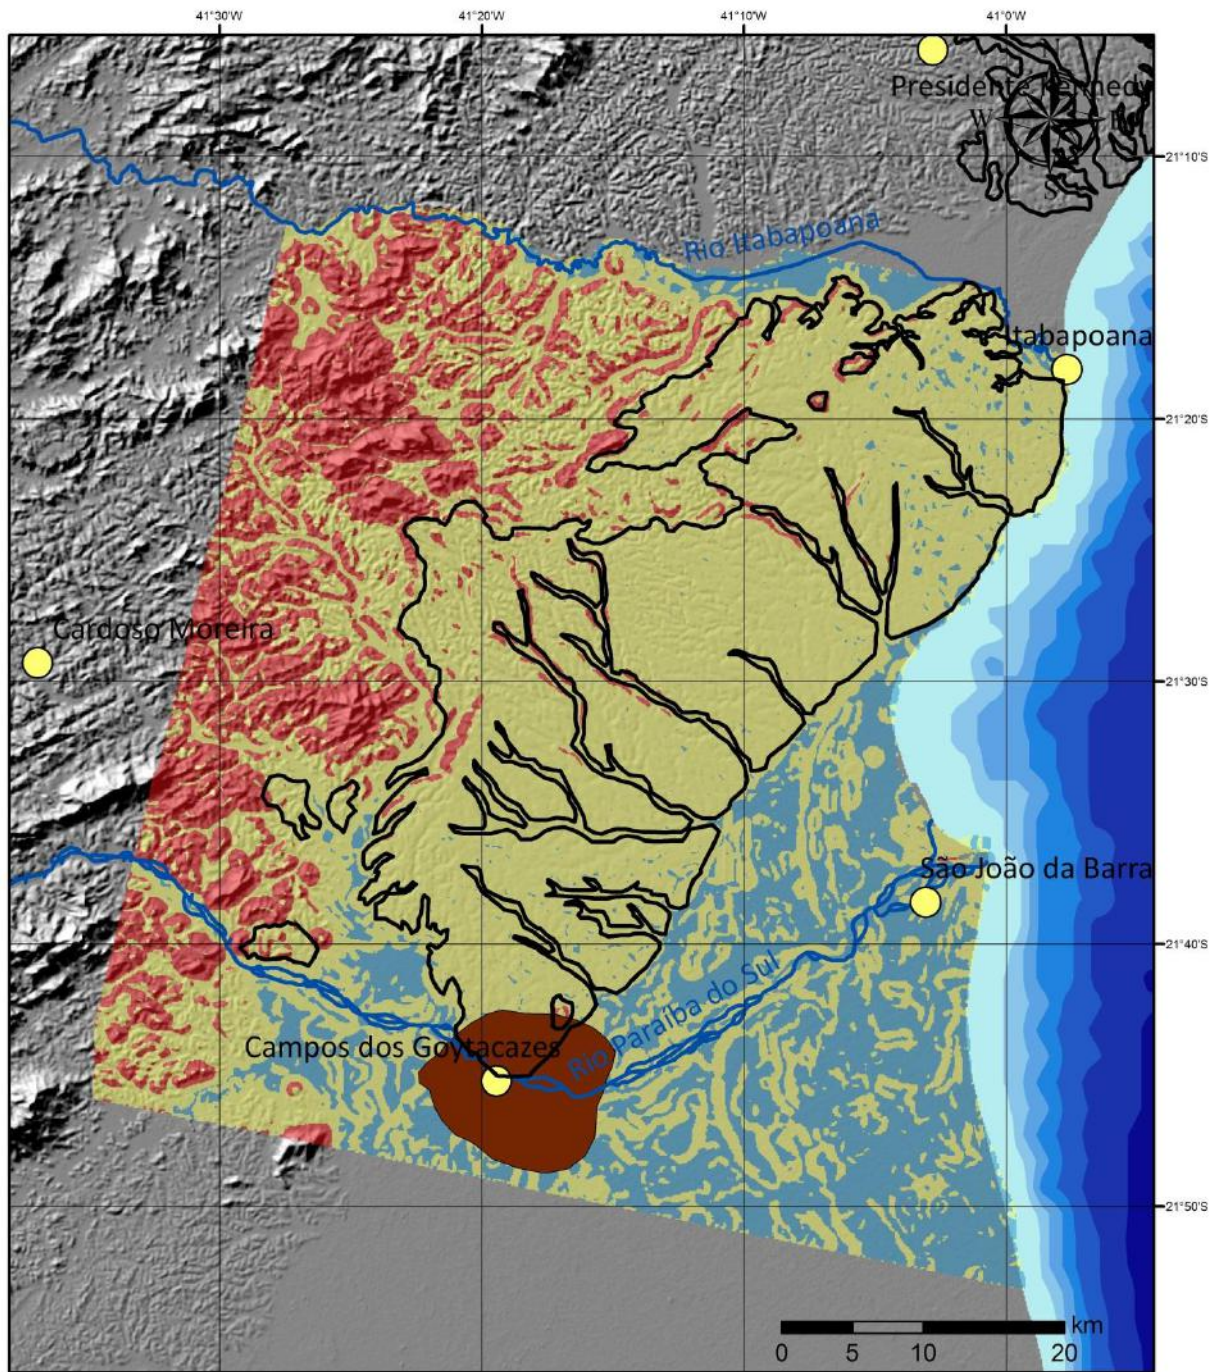 41°30'W 41°20'W 41°10'W 41°0'W
Presidente Kennedy
W
S
21°10'S
Rio Itabapoana
Itabapoana
21°20'S
Cardoso Moreira
21°30'S
São João da Barra
21°40'S
Rio Paraíba do Sul
Campos dos Goytacazes
21°50'S
km
0 5 10 20